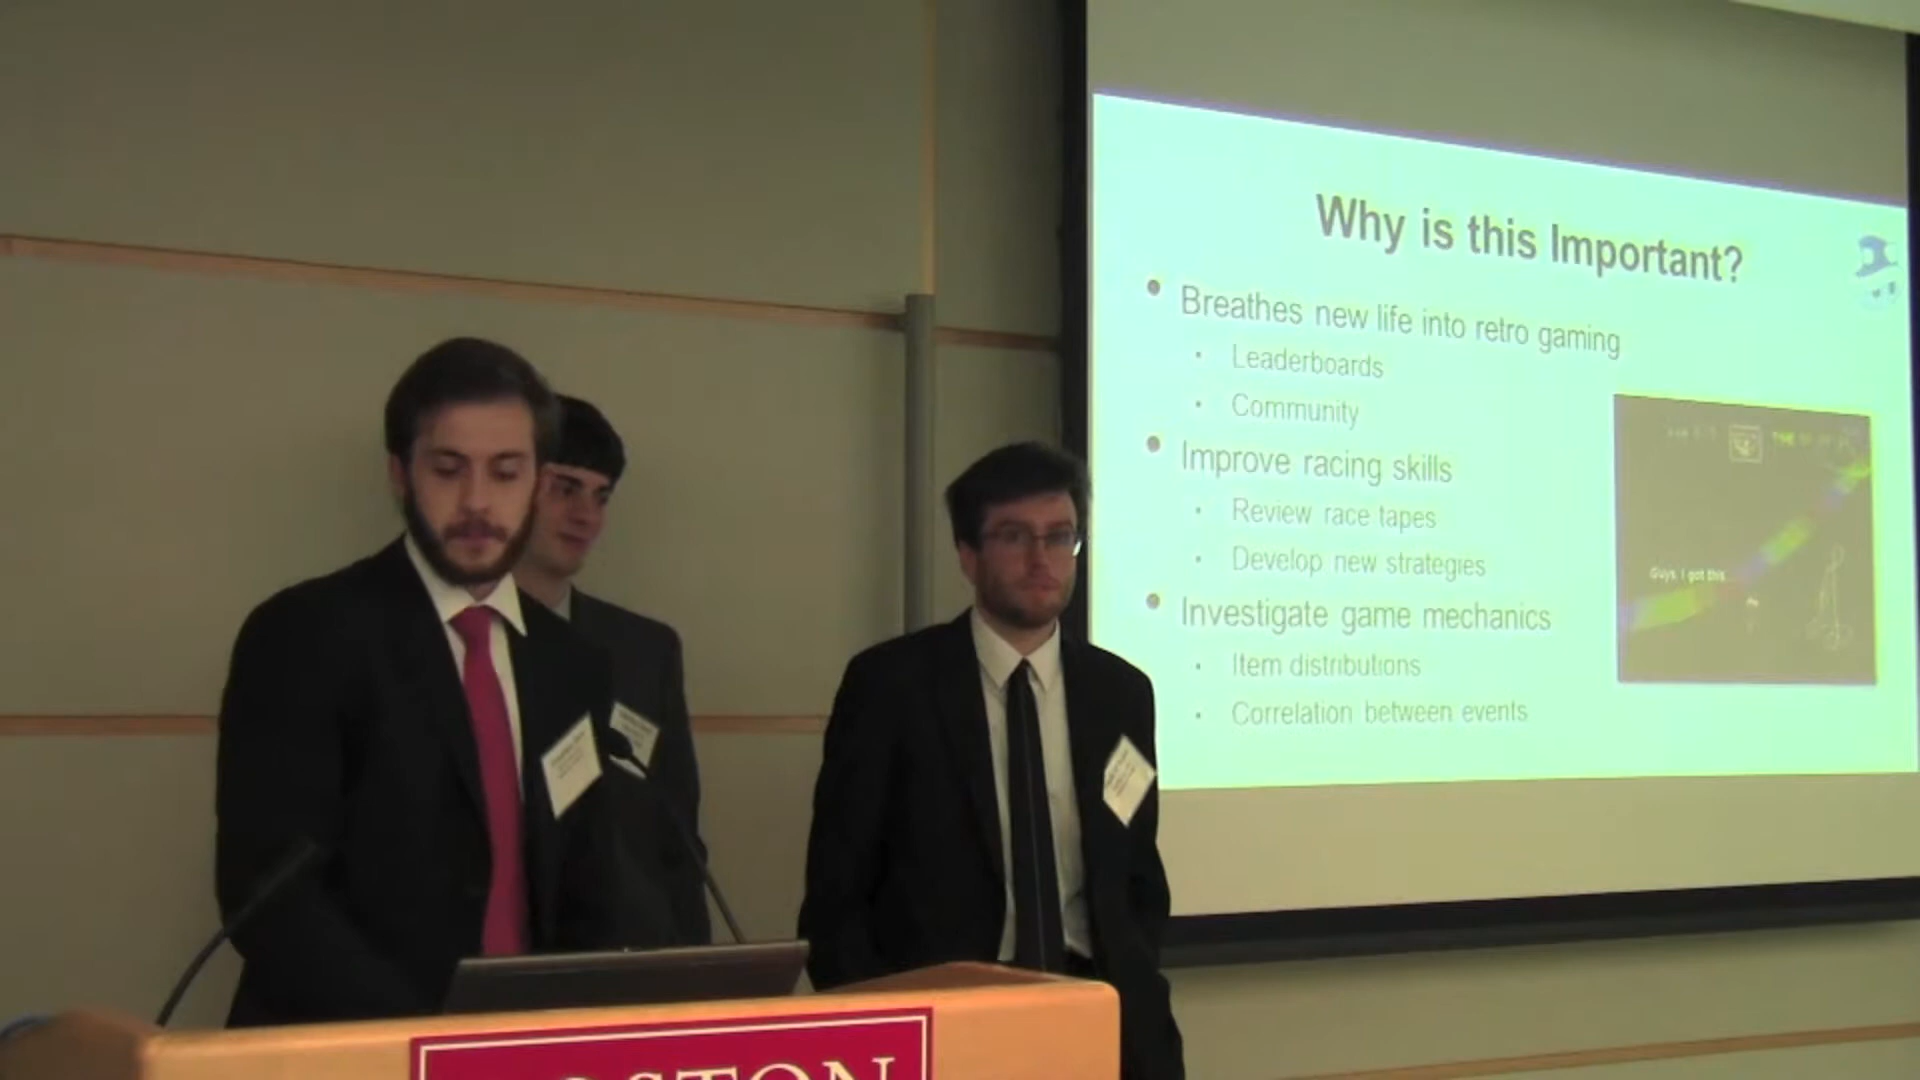 Why is this Important?
Breathes new life into retro gaming
Leaderboards
Community
Improve racing skills
Review race tapes
Develop new strategies
Guys, I got this
Investigate game mechanics
Item distributions
Correlation between events